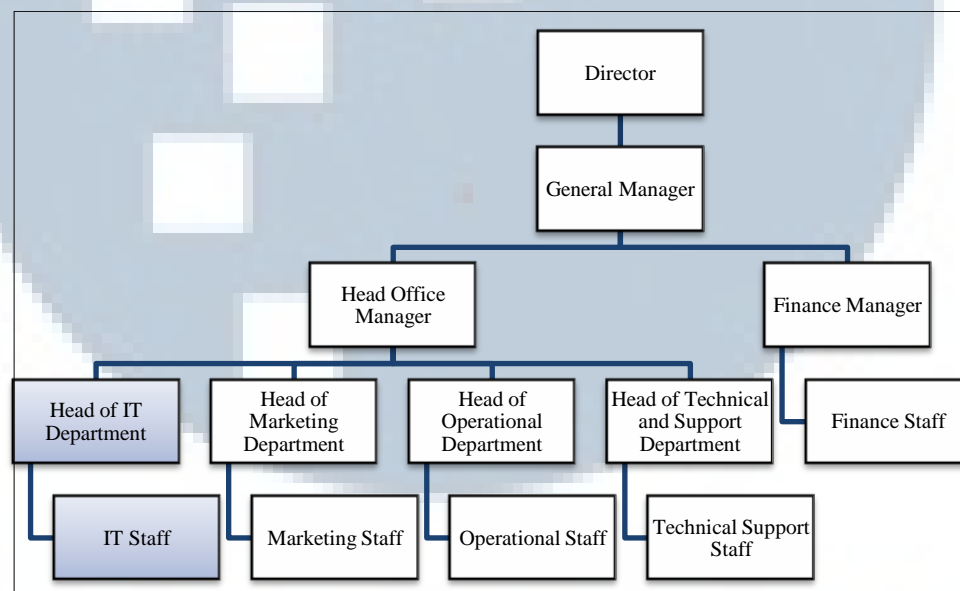 Director
General Manager
Head Office
Manager
Finance Manager
Head of IT
Department
Head of
Marketing
Department
Head of
Operational
Department
Head of Technical
and Support
Department
Finance Staff
IT Staff
Marketing Staff
Operational Staff
Technical Support
Staff